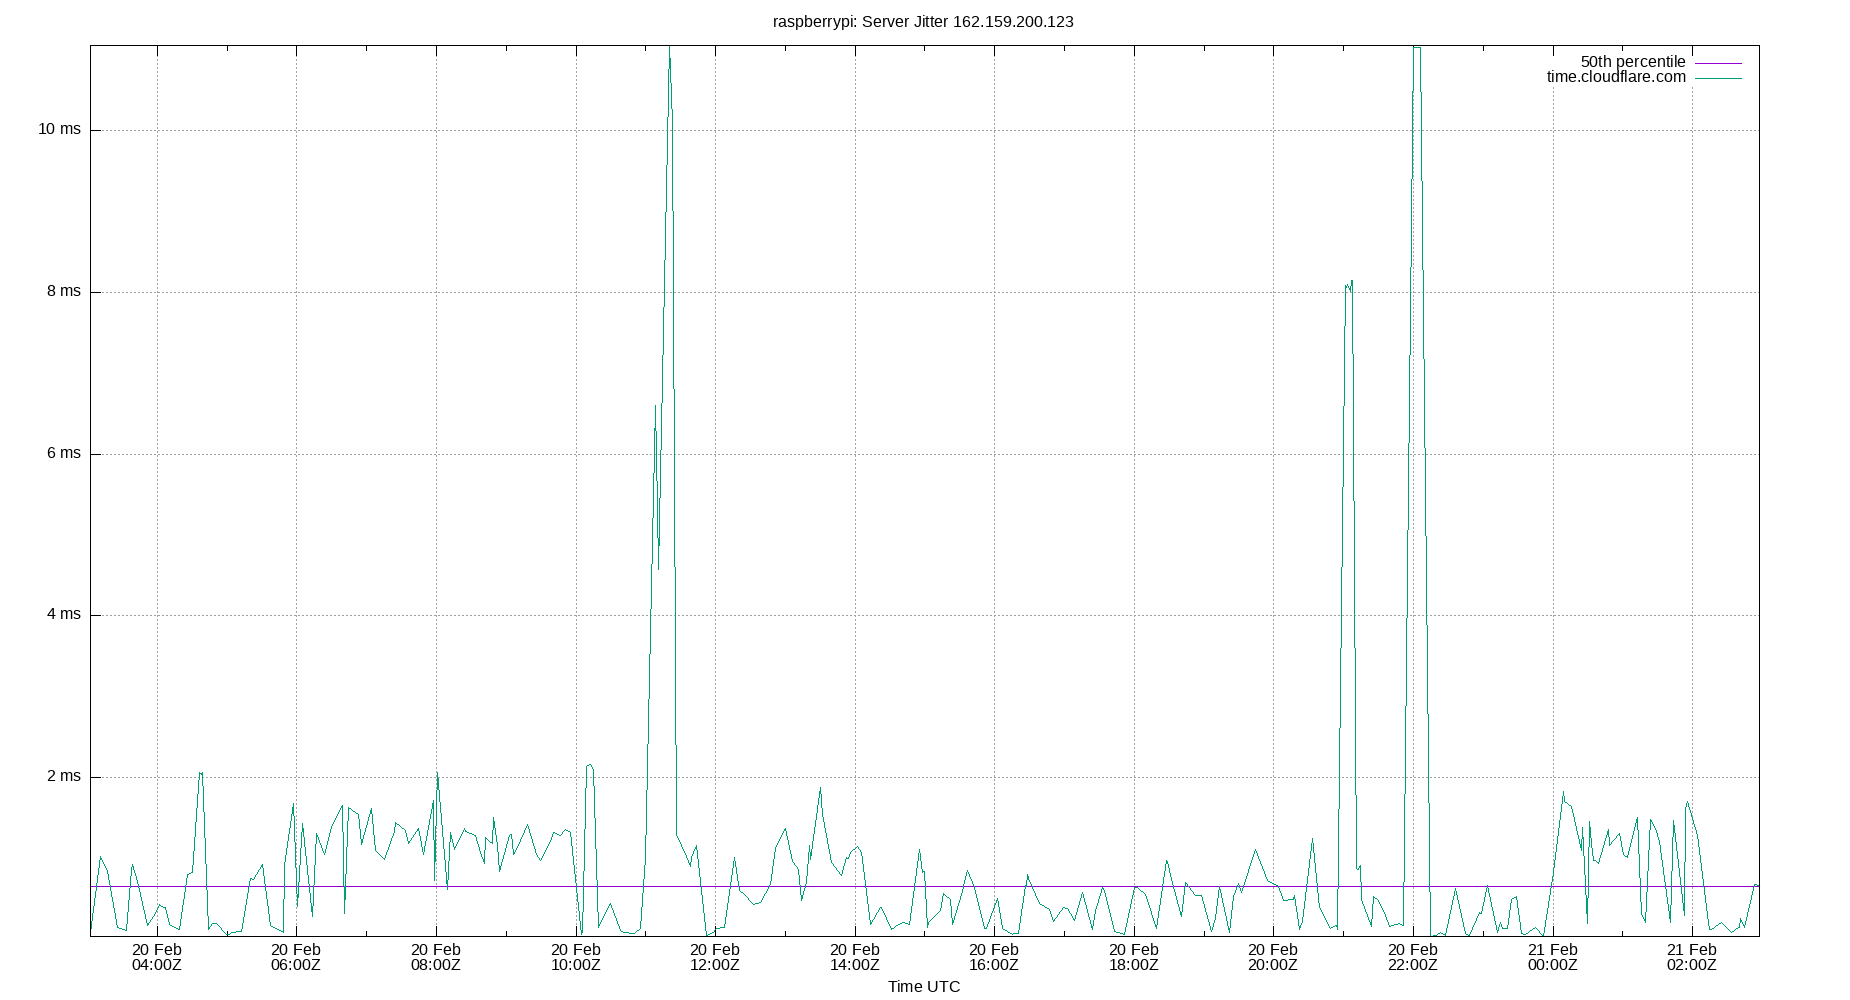 raspberrypi: Server Jitter 162.159.200.123
50th percentile
time.cloudflare.com
10 ms
8 ms
6 ms
4 ms
2 ms
20 Feb 20 Feb 20 Feb 20 Feb 20 Feb 20 Feb 20 Feb 20 Feb 20 Feb 20 Feb 21 Feb 21 Feb
04:00Z 06:00Z 08:00Z 10:00Z 12:00Z 14:00Z 16:00Z 18:00Z 20:00Z 22:00Z 00:00Z 02:00Z
Time UTC